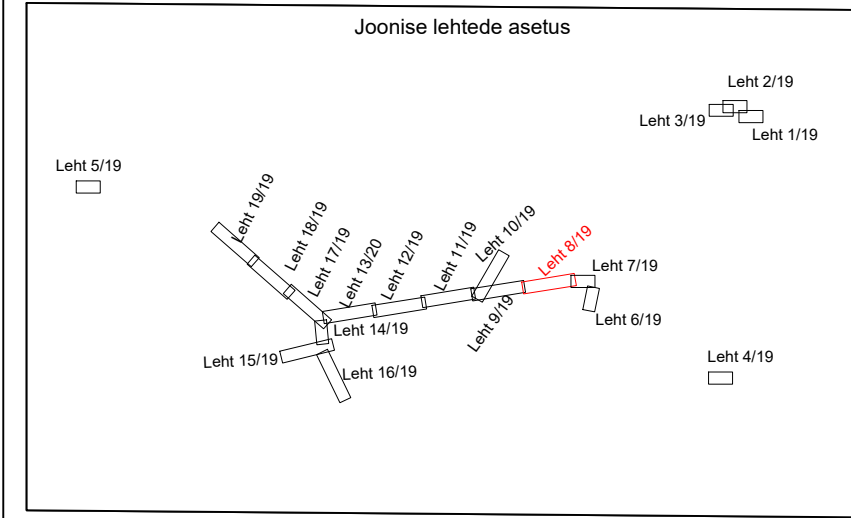 Joonise lehtede asetus
Leht 2/19
Leht 3/19
Leht 1/19
Leht 5/19
Leht 19/19
Leht 18/19
Leht 17/19
Leht 13/20
Leht 12/19
Leht 11/19
Leht 10/19
Leht 8/19
Leht 7/19
Leht 9/19
Leht 6/19
Leht 14/19
Leht 15/19
Leht 16/19
Leht 4/19